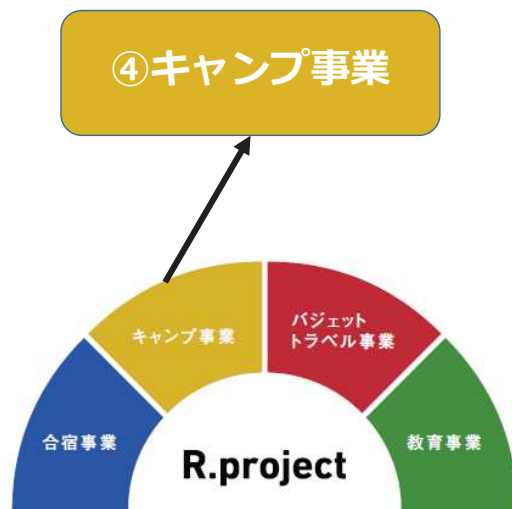 ④キャンプ事業
キャンプ事業
バジェット
トラベル事業
合宿事業
教育事業
R.project